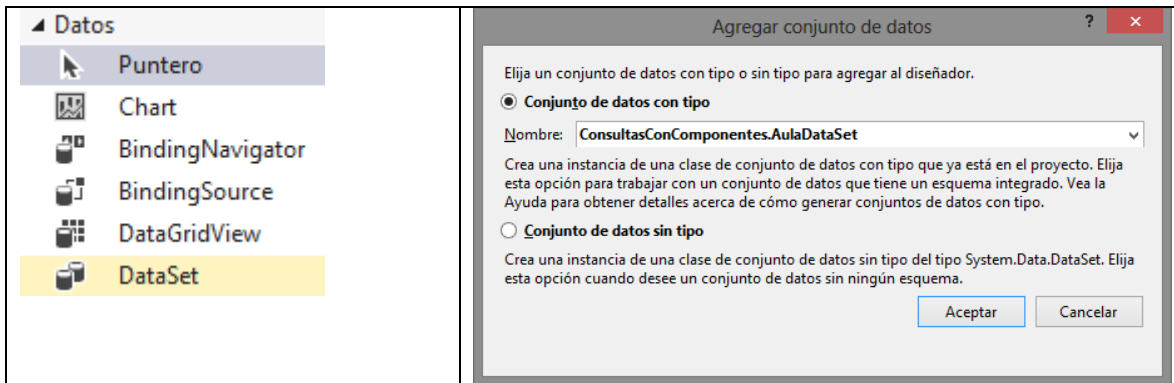 Datos
Puntero
Chart
BindingNavigator
BindingSource
DataGridView
DataSet
Agregar conjunto de datos
?
×
Elija un conjunto de datos con tipo o sin tipo para agregar al diseñador.
Conjunto de datos con tipo
Nombre: ConsultasConComponentes.AulaDataSet
Crea una instancia de una clase de conjunto de datos con tipo que ya está en el proyecto. Elija
esta opción para trabajar con un conjunto de datos que tiene un esquema integrado. Vea la
Ayuda para obtener detalles acerca de cómo generar conjuntos de datos con tipo.
Conjunto de datos sin tipo
Crea una instancia de una clase de conjunto de datos sin tipo del tipo System.Data.DataSet. Elija
esta opción cuando desee un conjunto de datos sin ningún esquema.
Aceptar
Cancelar